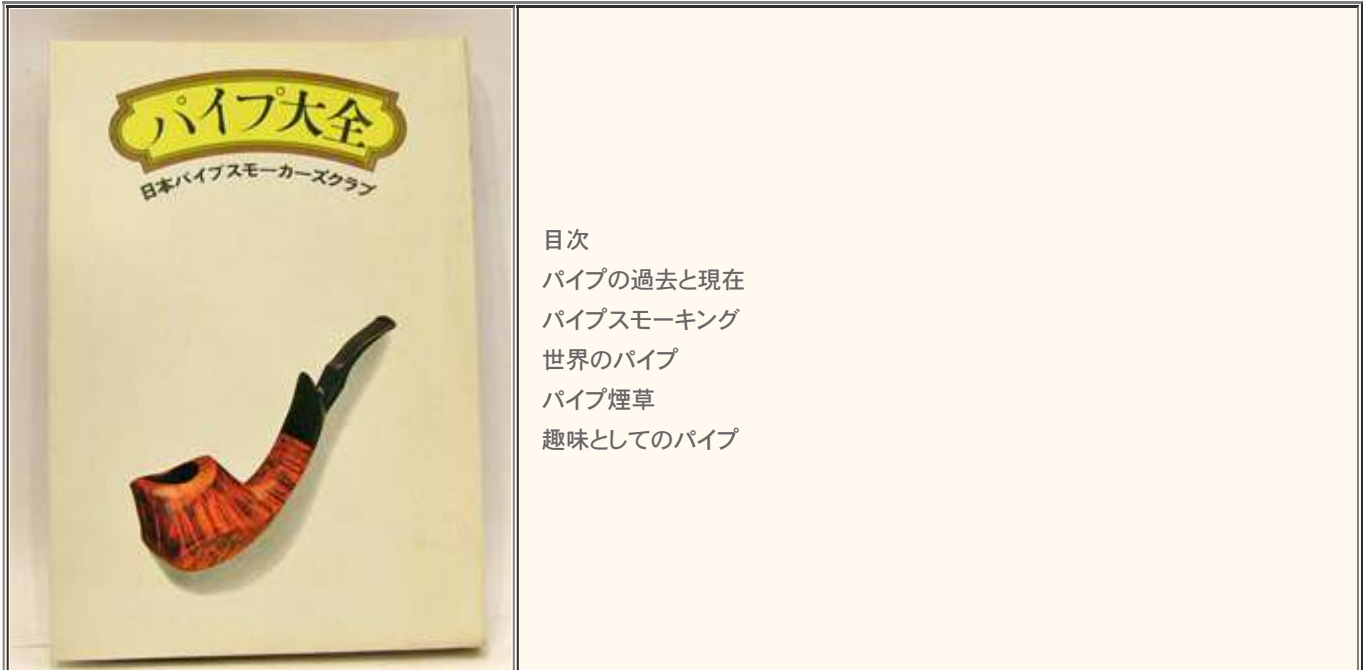 パイプ大全
日本パイプスモーカーズクラブ
目次
パイプの過去と現在
パイプスモーキング
世界のパイプ
パイプ煙草
趣味としてのパイプ